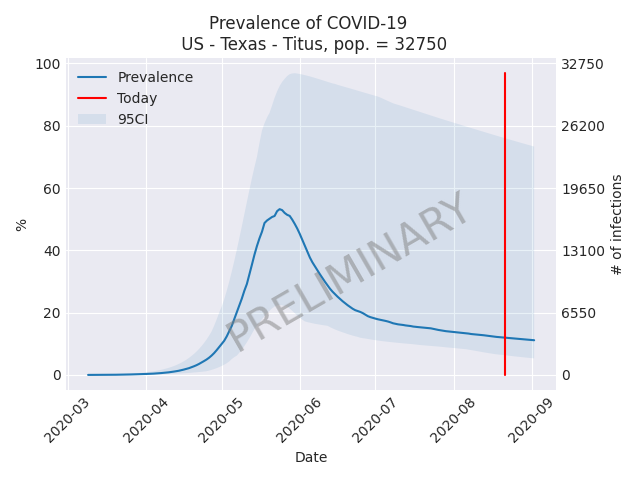 Prevalence of COVID-19
US - Texas - Titus, pop. = 32750
100
80
60
40
20
0
%
32750
26200
19650
13100
6550
0
# of infections
Prevalence
Today
95CI
PRELIMINARY
2020-03
2020-04
2020-05
2020-06
2020-07
2020-08
2020-09
Date